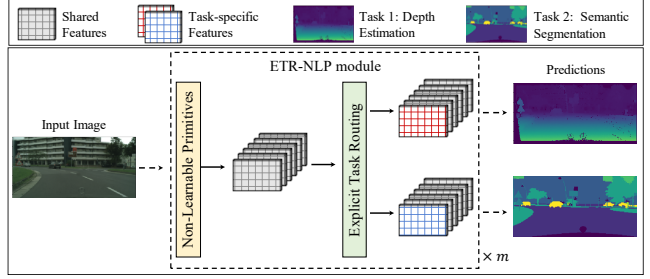 Shared
Features
Task-specific
Features
Task 1: Depth
Estimation
Task 2: Semantic
Segmentation
ETR-NLP module
Predictions
Input Image
Non-Learnable Primitives
Explicit Task Routing
× m